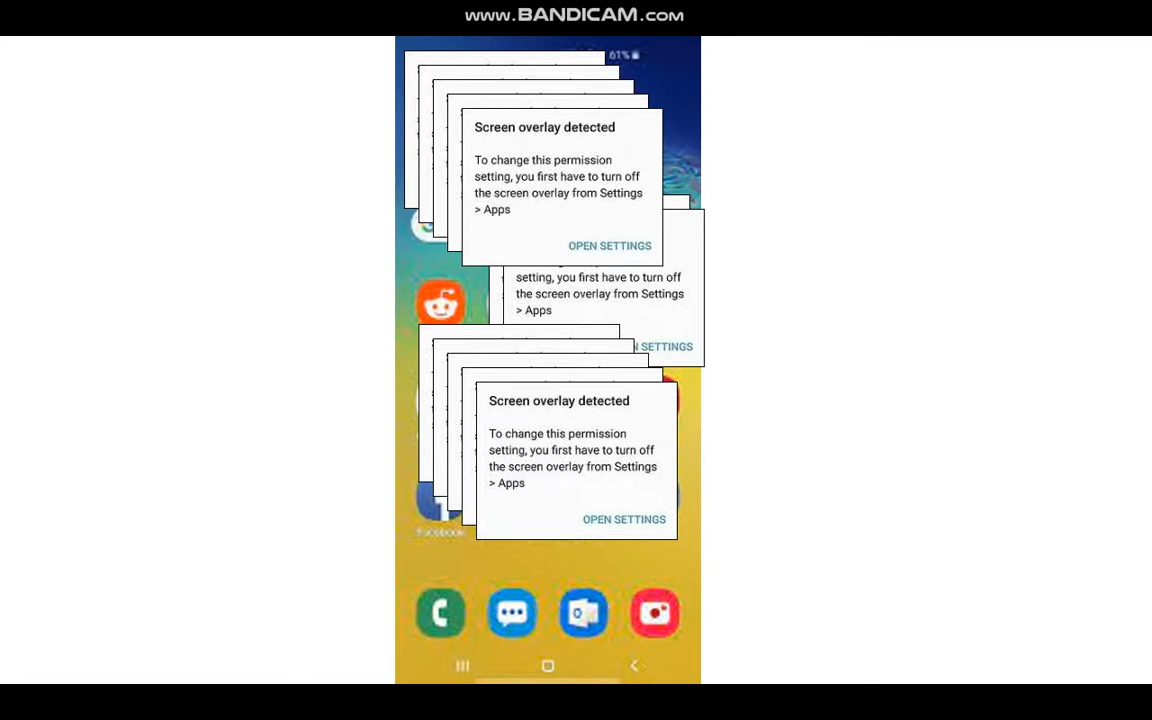 www.BANDICAM.com
61%
Screen overlay detected
To change this permission
setting, you first have to turn off
the screen overlay from Settings
> Apps
OPEN SETTINGS
setting, you first have to turn off
the screen overlay from Settings
> Apps
N SETTINGS
Screen overlay detected
To change this permission
setting, you first have to turn off
the screen overlay from Settings
> Apps
OPEN SETTINGS
Facebook